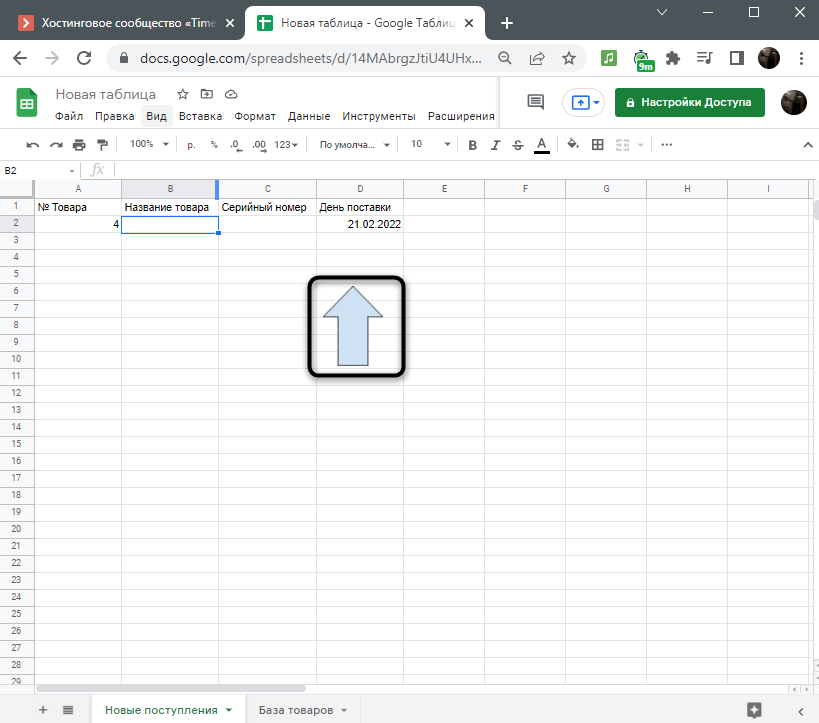 Хостинговое сообщество «Time
Новая таблица - Google Таблиц
docs.google.com/spreadsheets/d/14MAbrgzJtiU4UHx...
9m
Новая таблица
Файл Правка Вид Вставка Формат Данные Инструменты Расширения
Настройки Доступа
100% р. % .0 .00 123 По умолча... 10 B I S A
B2 fx
A B C D E F G H I
1 № Товара Название товара Серийный номер День поставки
2 4 21.02.2022
3
4
5
6
7
8
9
10
11
12
13
14
15
16
17
18
19
20
21
22
23
24
25
26
27
28
29
Новые поступления База товаров